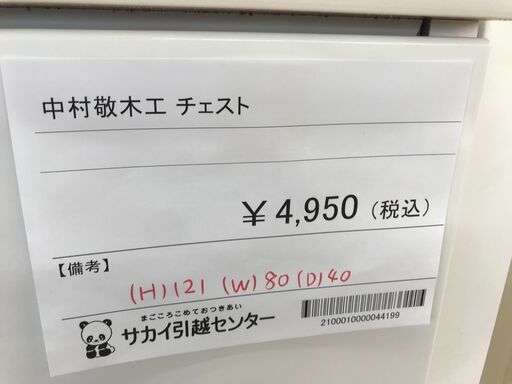 中村敬木工 チェスト
¥4,950（税込）
【備考】
(H)121 (W)80 (D)40
まごころこめておつきあい
サカイ引越センター
2100010000044199